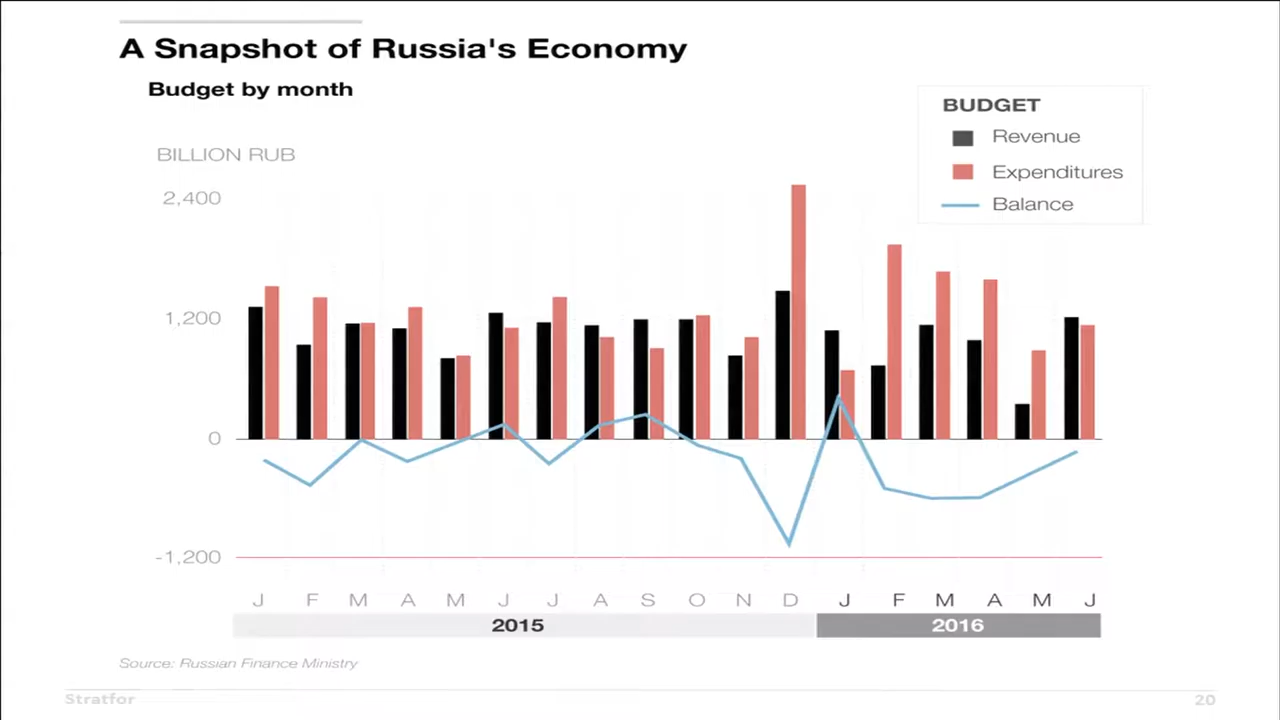 A Snapshot of Russia's Economy
Budget by month
BUDGET
Revenue
Expenditures
Balance
BILLION RUB
2,400
1,200
0
-1,200
J F M A M J J A S O N D J F M A M J
2015 2016
Source: Russian Finance Ministry
Stratfor 20